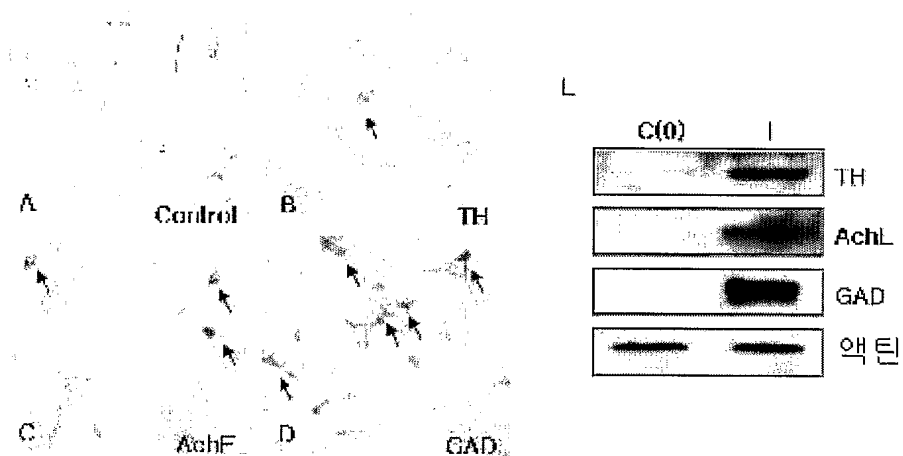 L
C(0) I
TH
AchL
GAD
액틴
A
Control
B
TH
C
AchE
D
GAD